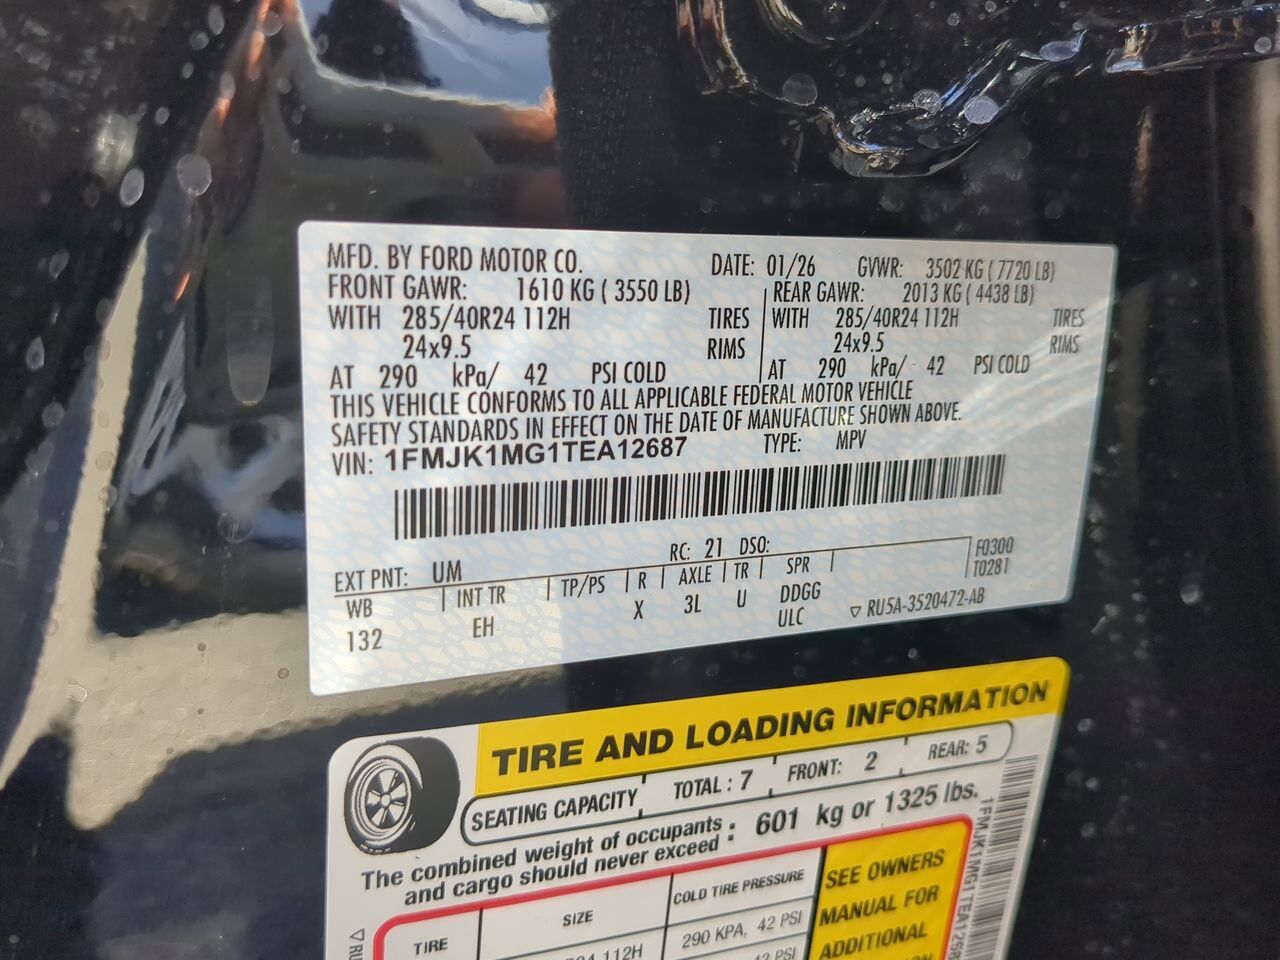 MFD. BY FORD MOTOR CO. DATE: 01/26 GVWR: 3502 KG ( 7720 LB)
FRONT GAWR: 1610 KG ( 3550 LB) REAR GAWR: 2013 KG ( 4438 LB)
WITH 285/40R24 112H TIRES WITH 285/40R24 112H TIRES
24x9.5 RIMS 24x9.5 RIMS
AT 290 kPa/ 42 PSI COLD AT 290 kPa/ 42 PSI COLD
THIS VEHICLE CONFORMS TO ALL APPLICABLE FEDERAL MOTOR VEHICLE
SAFETY STANDARDS IN EFFECT ON THE DATE OF MANUFACTURE SHOWN ABOVE.
VIN: 1FMJK1MG1TEA12687 TYPE: MPV
RC: 21 DSO:
EXT PNT: UM F0300
WB INT TR TP/PS R AXLE TR SPR T0281
132 EH X 3L U DDGG
ULC ▽ RU5A-3520472-AB
TIRE AND LOADING INFORMATION
SEATING CAPACITY TOTAL : 7 FRONT: 2 REAR: 5
The combined weight of occupants : 601 kg or 1325 lbs.
and cargo should never exceed
TIRE SIZE COLD TIRE PRESSURE SEE OWNERS
112H 290 KPA, 42 PSI MANUAL FOR
ADDITIONAL
1FMJK1MG1TEA1268
▽ RU